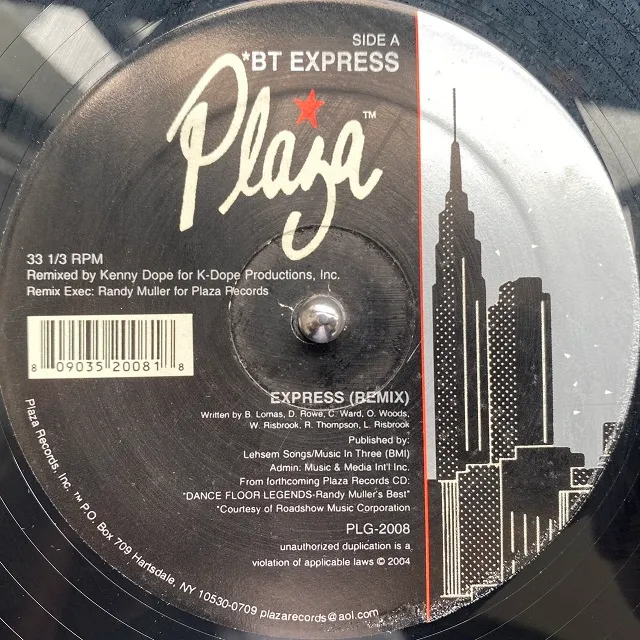 SIDE A
*BT EXPRESS
Plaza™
33 1/3 RPM
Remixed by Kenny Dope for K-Dope Productions, Inc.
Remix Exec: Randy Muller for Plaza Records
8 09035 20081 8
EXPRESS (REMIX)
Written by B. Lomas, D. Rowe, C. Ward, O. Woods,
W. Risbrook, R. Thompson, L. Risbrook
Published by:
Lehsem Songs/Music In Three (BMI)
Admin: Music & Media Int'l Inc.
From forthcoming Plaza Records CD:
"DANCE FLOOR LEGENDS-Randy Muller's Best"
*Courtesy of Roadshow Music Corporation
PLG-2008
unauthorized duplication is a
violation of applicable laws © 2004
Plaza Records, Inc. ™ P.O. Box 709 Hartsdale, NY 10530-0709 plazarecords@aol.com